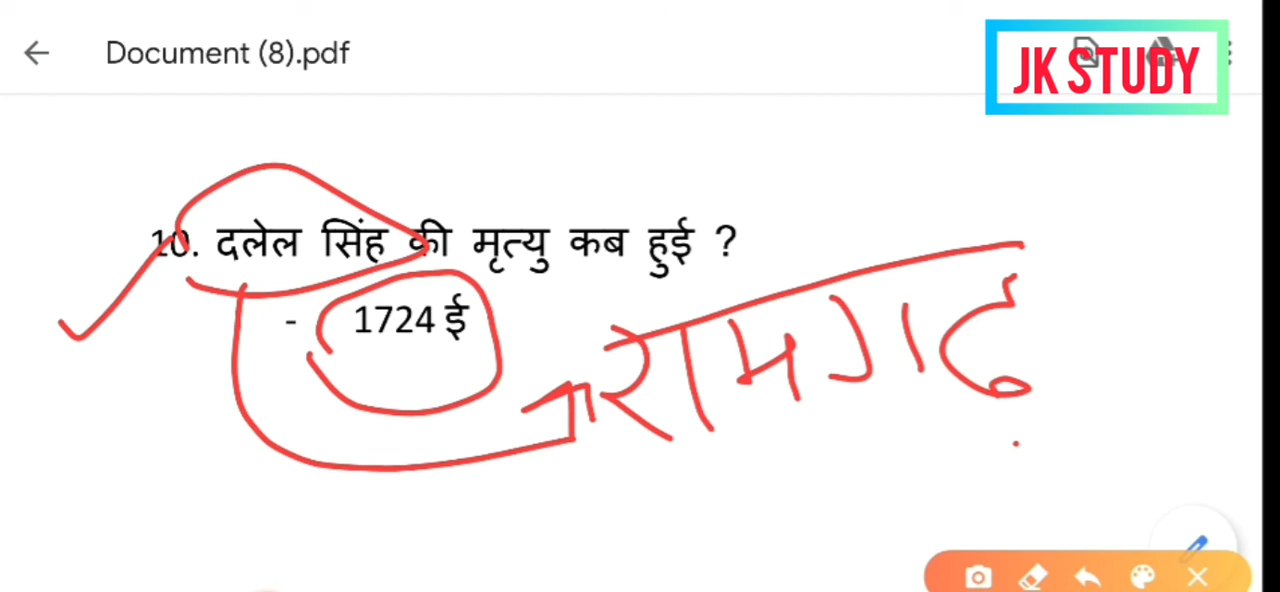 Document (8).pdf
JK STUDY
10. दलेल सिंह की मृत्यु कब हुई ?
- 1724 ई
रामगढ़